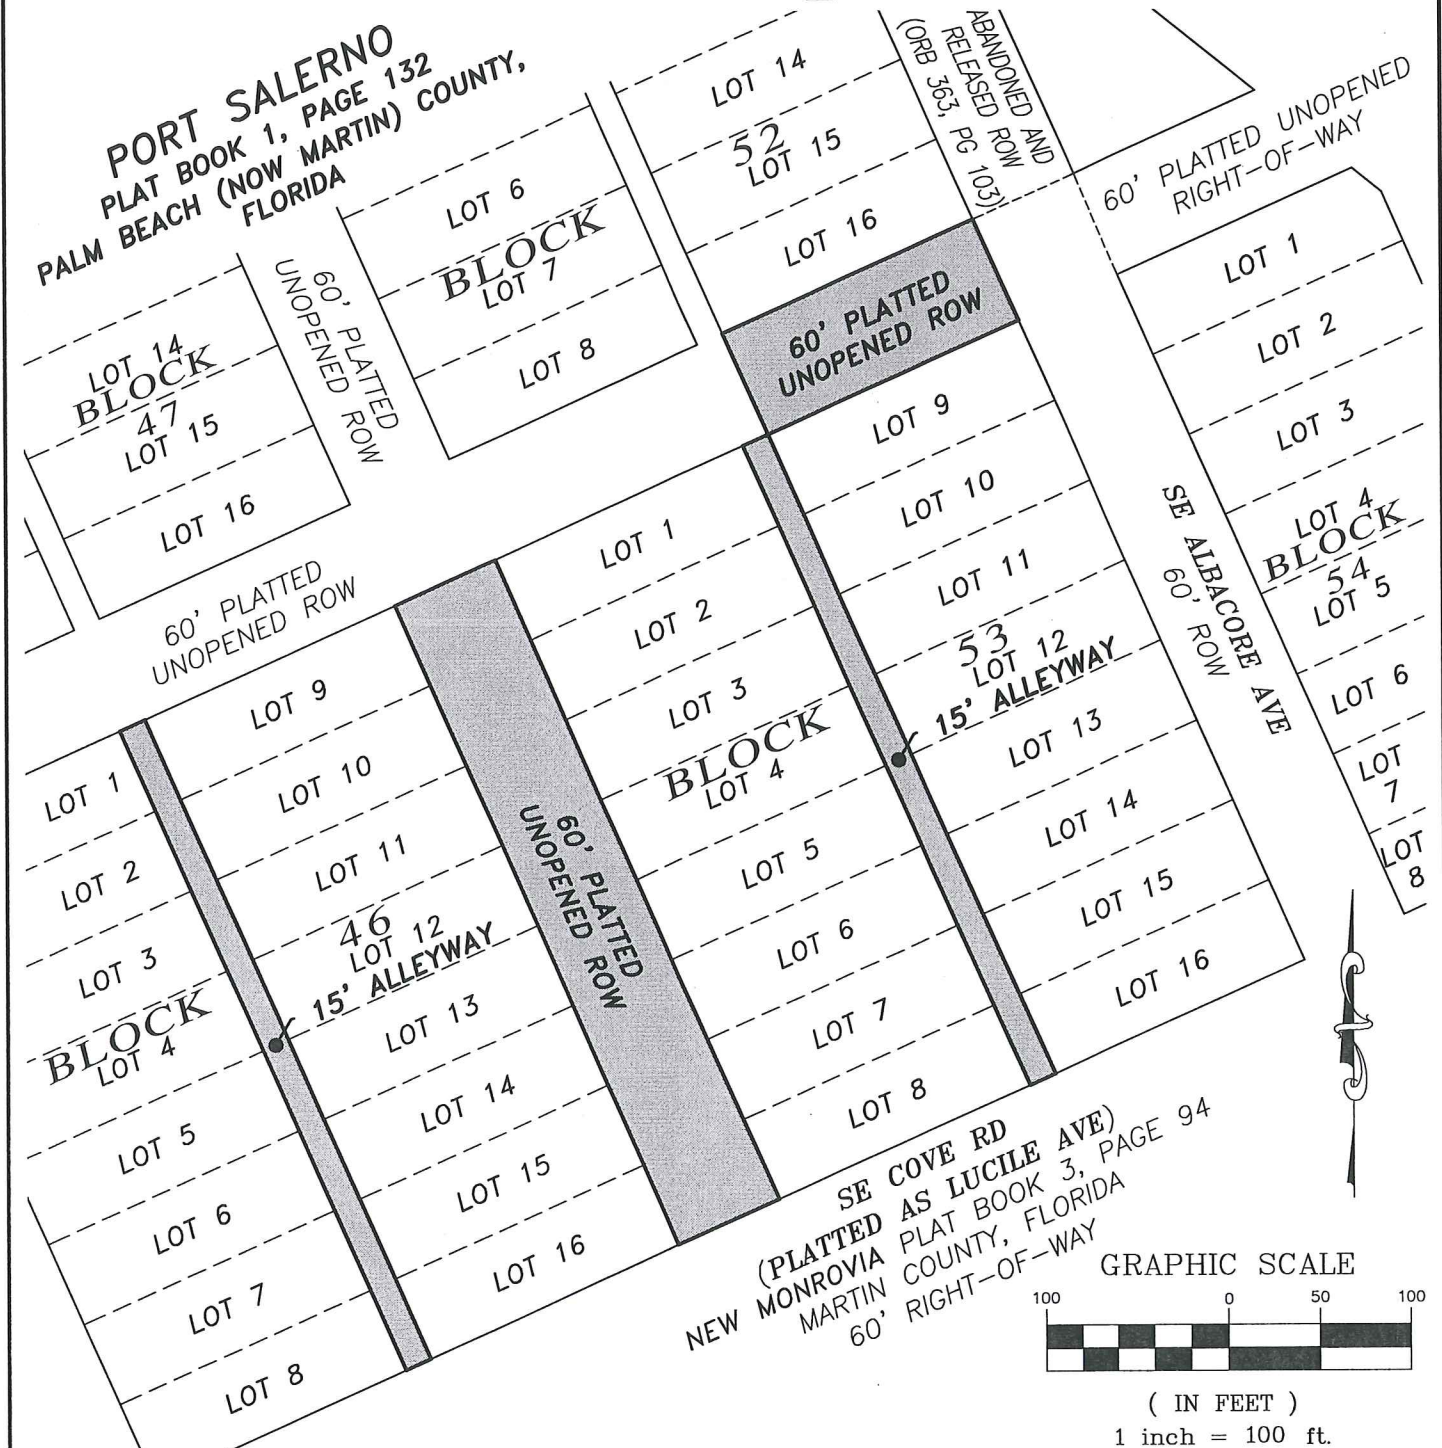 PORT SALERNO
PLAT BOOK 1, PAGE 132
PALM BEACH (NOW MARTIN) COUNTY,
FLORIDA
ABANDONED AND
RELEASED ROW
(ORB 363, PG 103)
60' PLATTED UNOPENED
RIGHT-OF-WAY
LOT 14
52
LOT 15
LOT 16
LOT 6
BLOCK
LOT 7
LOT 8
60' PLATTED
UNOPENED ROW
LOT 14
BLOCK
47
LOT 15
LOT 16
60' PLATTED
UNOPENED ROW
60' PLATTED
UNOPENED ROW
LOT 1
LOT 2
LOT 3
LOT 4
BLOCK
54
LOT 5
LOT 6
LOT
7
LOT
8
SE ALBACORE AVE
60' ROW
LOT 9
LOT 10
LOT 11
53
LOT 12
15' ALLEYWAY
LOT 13
LOT 14
LOT 15
LOT 16
LOT 1
LOT 2
LOT 3
BLOCK
LOT 4
LOT 5
LOT 6
LOT 7
LOT 8
60' PLATTED
UNOPENED ROW
LOT 9
LOT 10
LOT 11
46
LOT 12
15' ALLEYWAY
LOT 13
LOT 14
LOT 15
LOT 16
LOT 1
LOT 2
LOT 3
BLOCK
LOT 4
LOT 5
LOT 6
LOT 7
LOT 8
SE COVE RD
(PLATTED AS LUCILE AVE)
NEW MONROVIA PLAT BOOK 3, PAGE 94
MARTIN COUNTY, FLORIDA
60' RIGHT-OF-WAY
GRAPHIC SCALE
100 0 50 100
( IN FEET )
1 inch = 100 ft.